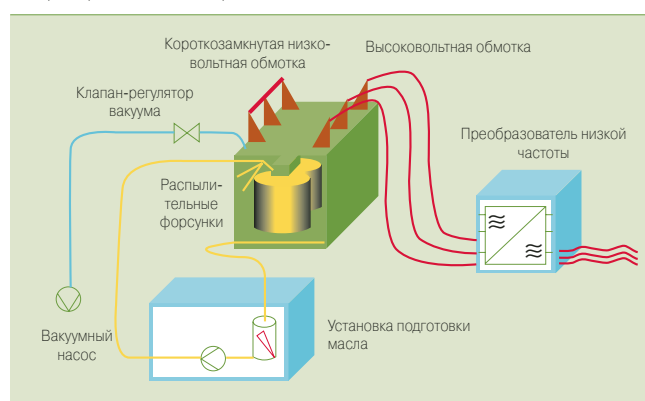 Короткозамкнутая низко-
вольтная обмотка
Высоковольтная обмотка
Клапан-регулятор
вакуума
Преобразователь низкой
частоты
Распыли-
тельные
форсунки
Установка подготовки
масла
Вакуумный
насос